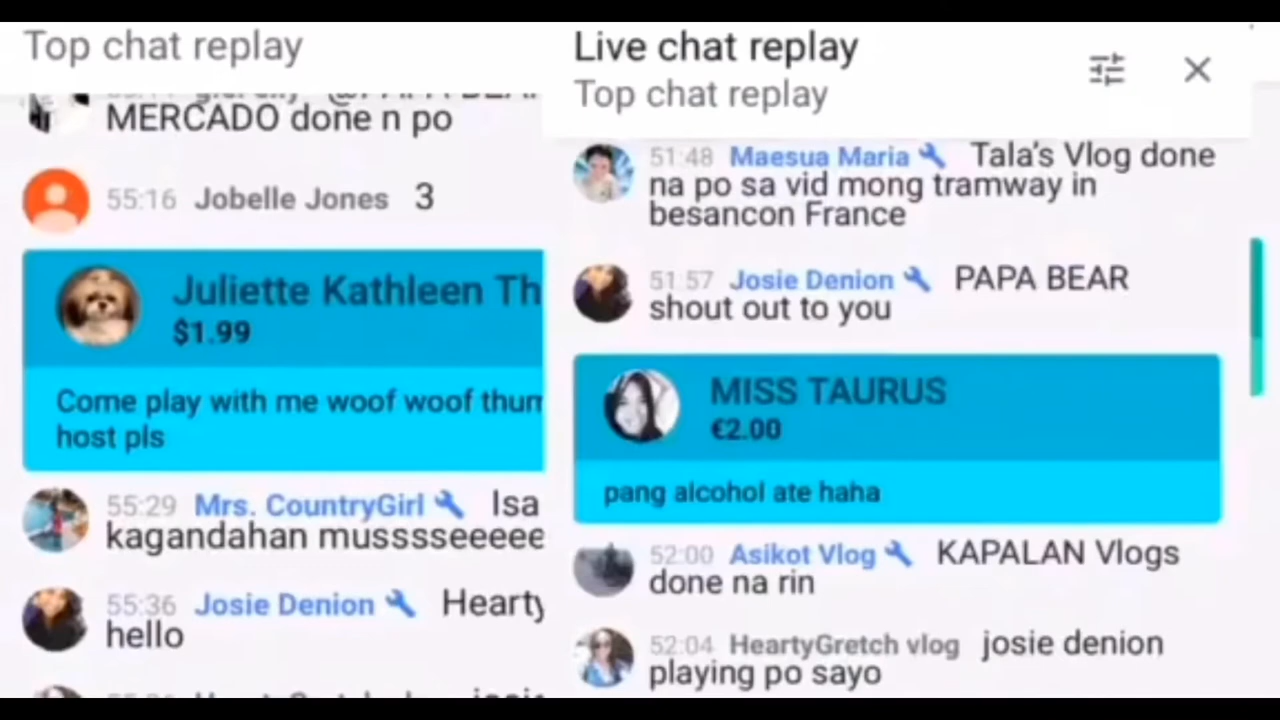 Top chat replay
MERCADO done n po
55:16 Jobelle Jones 3
Juliette Kathleen Th
$1.99
Come play with me woof woof thum
host pls
55:29 Mrs. CountryGirl Isa
kagandahan mussssseeeee
55:36 Josie Denion Hearty
hello
Live chat replay
Top chat replay
51:48 Maesua Maria Tala's Vlog done
na po sa vid mong tramway in
besancon France
51:57 Josie Denion PAPA BEAR
shout out to you
MISS TAURUS
€2.00
pang alcohol ate haha
52:00 Asikot Vlog KAPALAN Vlogs
done na rin
52:04 HeartyGretch vlog josie denion
playing po sayo